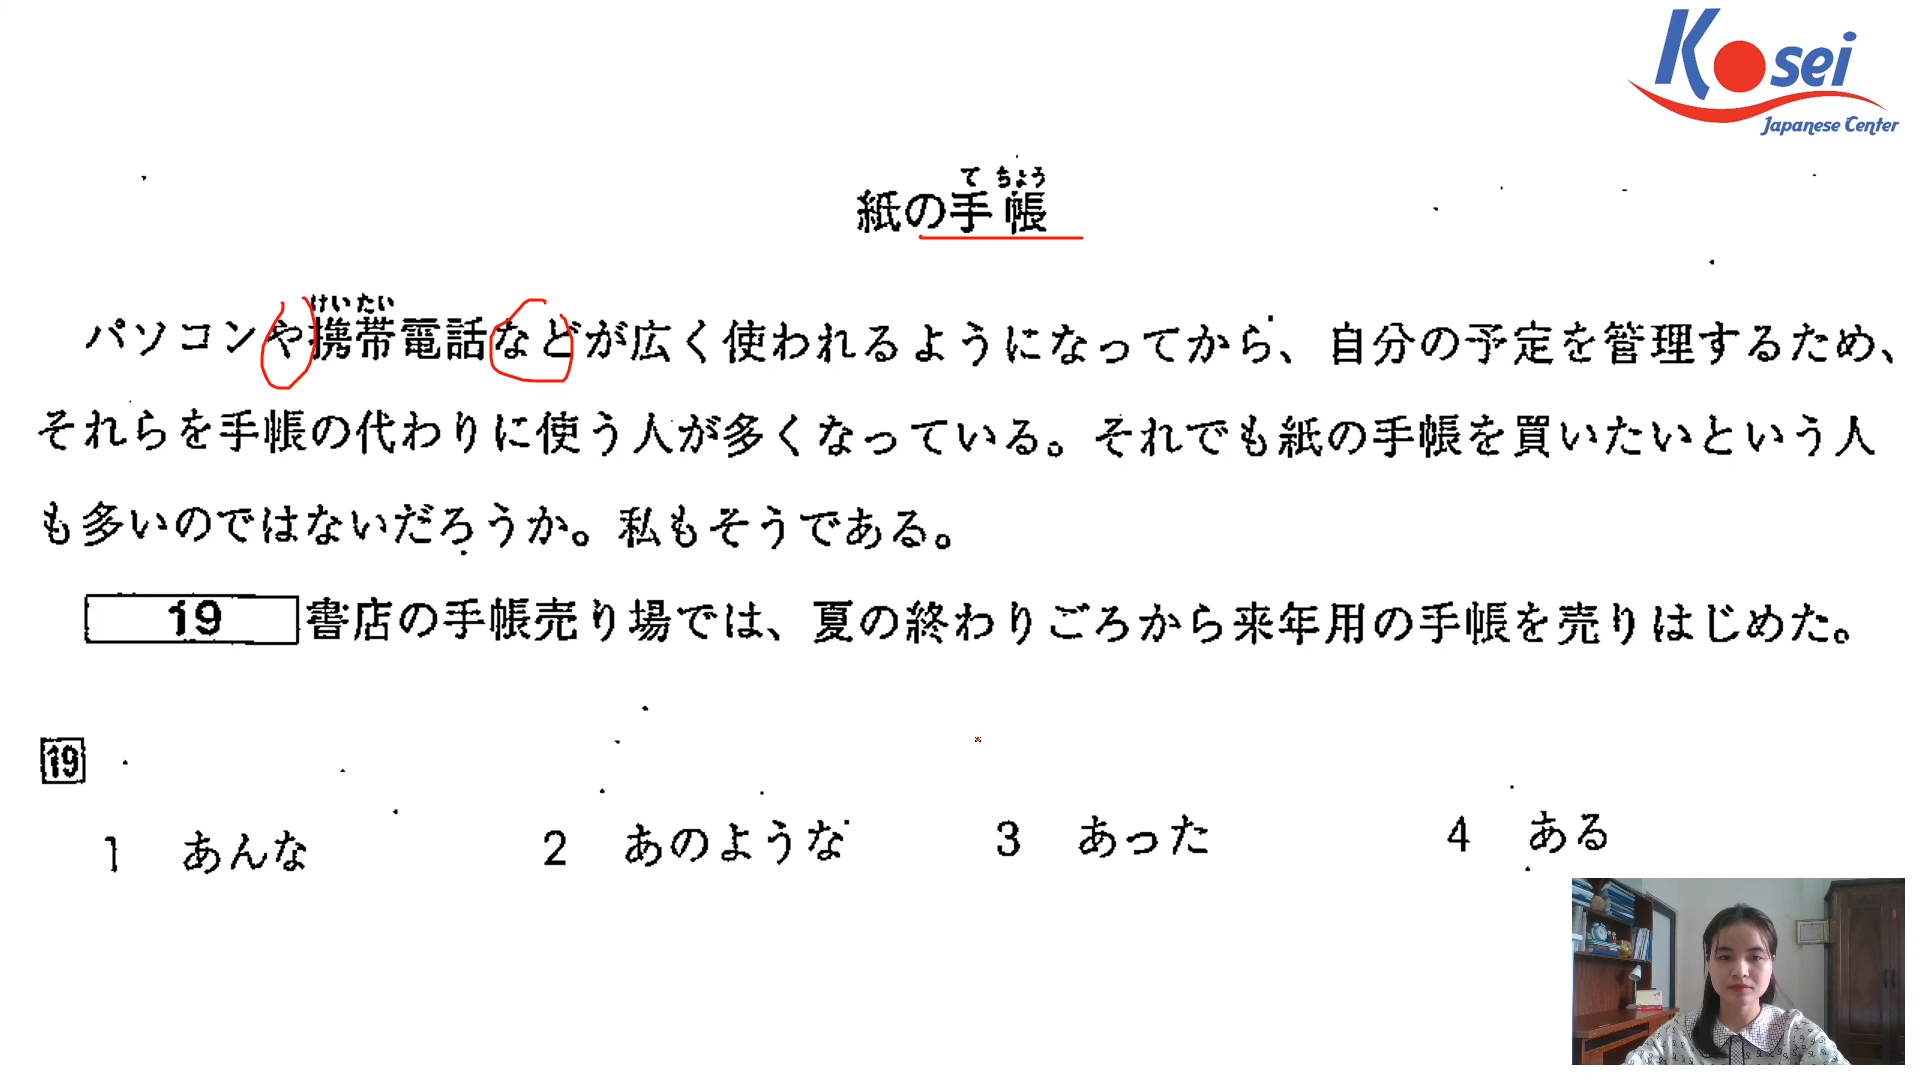 Kosei
Japanese Center
てちょう
紙の手帳
けいたい
パソコンや携帯電話などが広く使われるようになってから、自分の予定を管理するため、
それらを手帳の代わりに使う人が多くなっている。それでも紙の手帳を買いたいという人
も多いのではないだろうか。私もそうである。
19 書店の手帳売り場では、夏の終わりごろから来年用の手帳を売りはじめた。
19
1 あんな 2 あのような 3 あった 4 ある